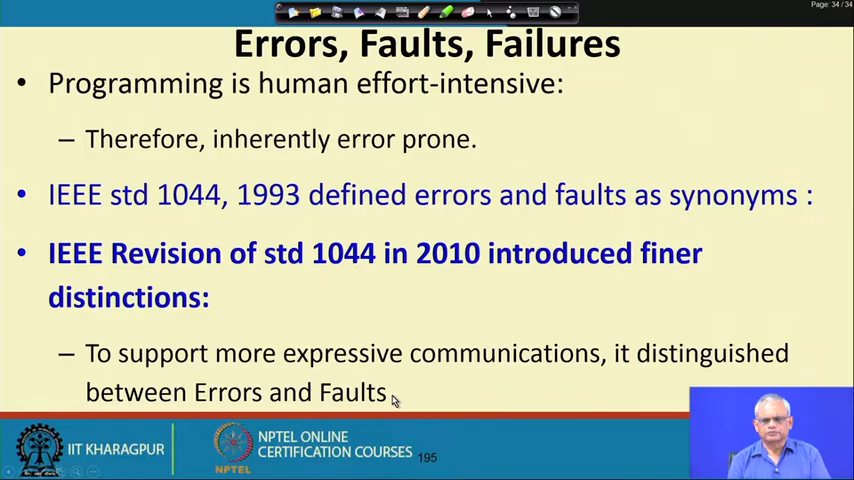 Page: 34 / 34
Errors, Faults, Failures
• Programming is human effort-intensive:
– Therefore, inherently error prone.
• IEEE std 1044, 1993 defined errors and faults as synonyms :
• IEEE Revision of std 1044 in 2010 introduced finer
distinctions:
– To support more expressive communications, it distinguished
between Errors and Faults
IIT KHARAGPUR
NPTEL
NPTEL ONLINE
CERTIFICATION COURSES
195